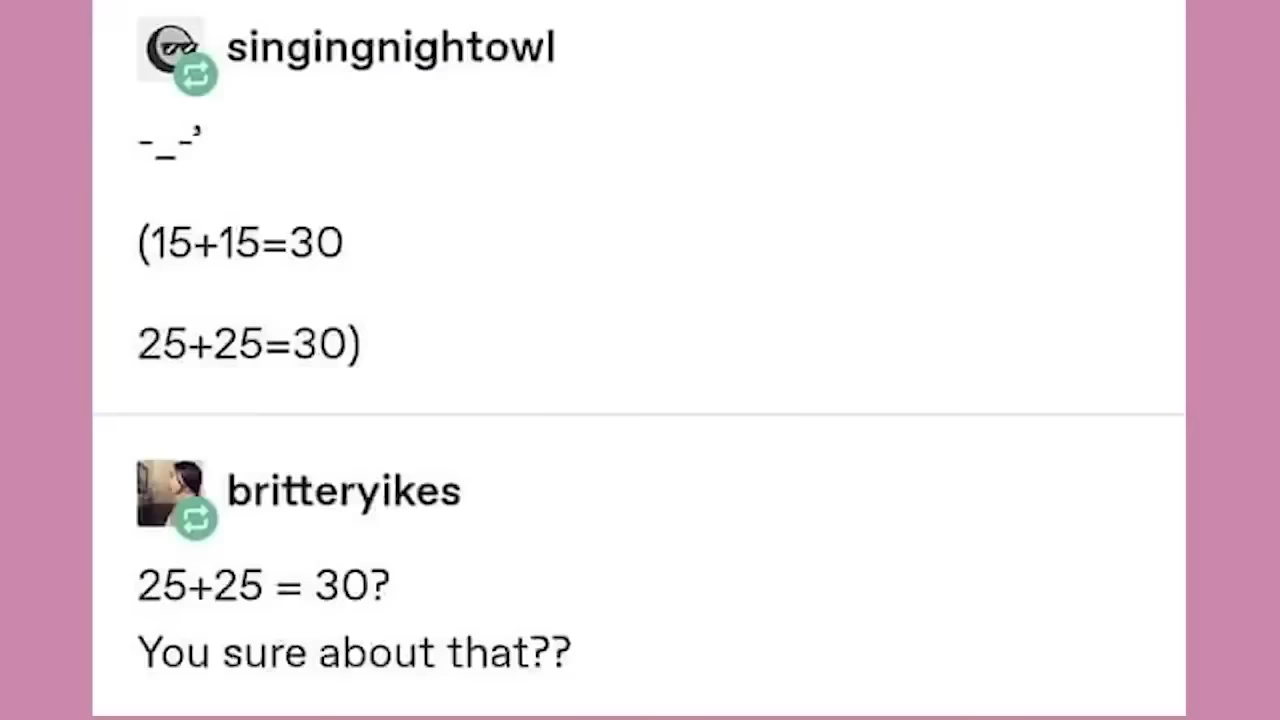 singingnightowl
-_-’
(15+15=30
25+25=30)
britteryikes
25+25 = 30?
You sure about that??